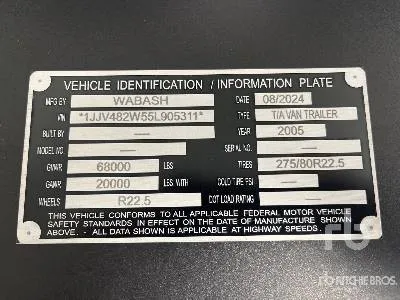 VEHICLE IDENTIFICATION / INFORMATION PLATE
MFG BY WABASH DATE 08/2024
VIN *1JJV482W55L905311* TYPE T/A VAN TRAILER
BUILT BY — YEAR 2005
MODEL NO — SERIAL NO. —
GVWR 68000 LBS TIRES 275/80R22.5
GAWR 20000 LBS WITH COLD TIRE PSI —
WHEELS R22.5 DOT LOAD RATING —
THIS VEHICLE CONFORMS TO ALL APPLICABLE FEDERAL MOTOR VEHICLE
SAFETY STANDARDS IN EFFECT ON THE DATE OF MANUFACTURE SHOWN
ABOVE. - ALL DATA SHOWN IS APPLICABLE AT HIGHWAY SPEEDS.
rb
RITCHIE BROS.